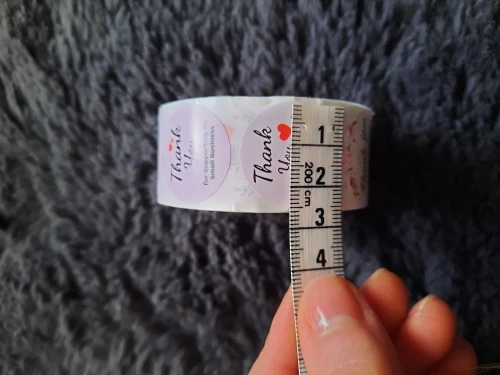 Thank
You
for Supporting My
Small Business
Thank
You
1
2
200 cm
3
4